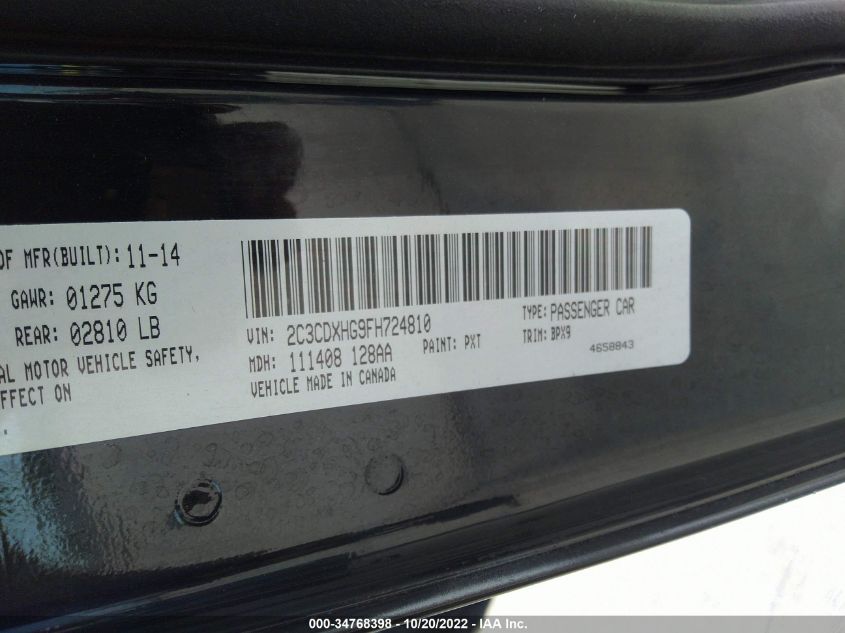 OF MFR(BUILT): 11-14
GAWR: 01275 KG
REAR: 02810 LB
AL MOTOR VEHICLE SAFETY,
EFFECT ON
VIN: 2C3CDXHG9FH724810
TYPE: PASSENGER CAR
MDH: 111408 128AA
PAINT: PXT
TRIM: BPX9
VEHICLE MADE IN CANADA
4658843
000-34768398 - 10/20/2022 - © IAA Inc.